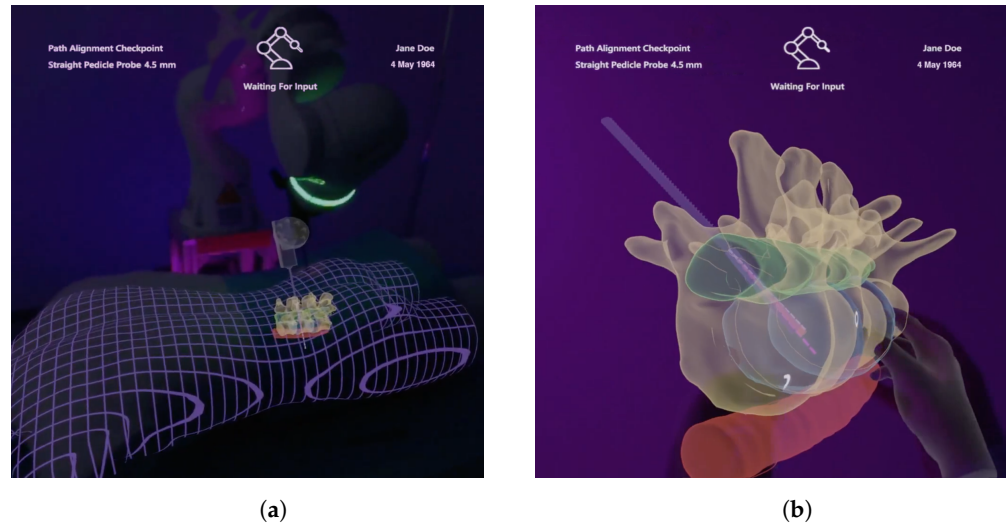 Path Alignment Checkpoint
Straight Pedicle Probe 4.5 mm
Waiting For Input
Jane Doe
4 May 1964
Path Alignment Checkpoint
Straight Pedicle Probe 4.5 mm
Waiting For Input
Jane Doe
4 May 1964
(a)
(b)